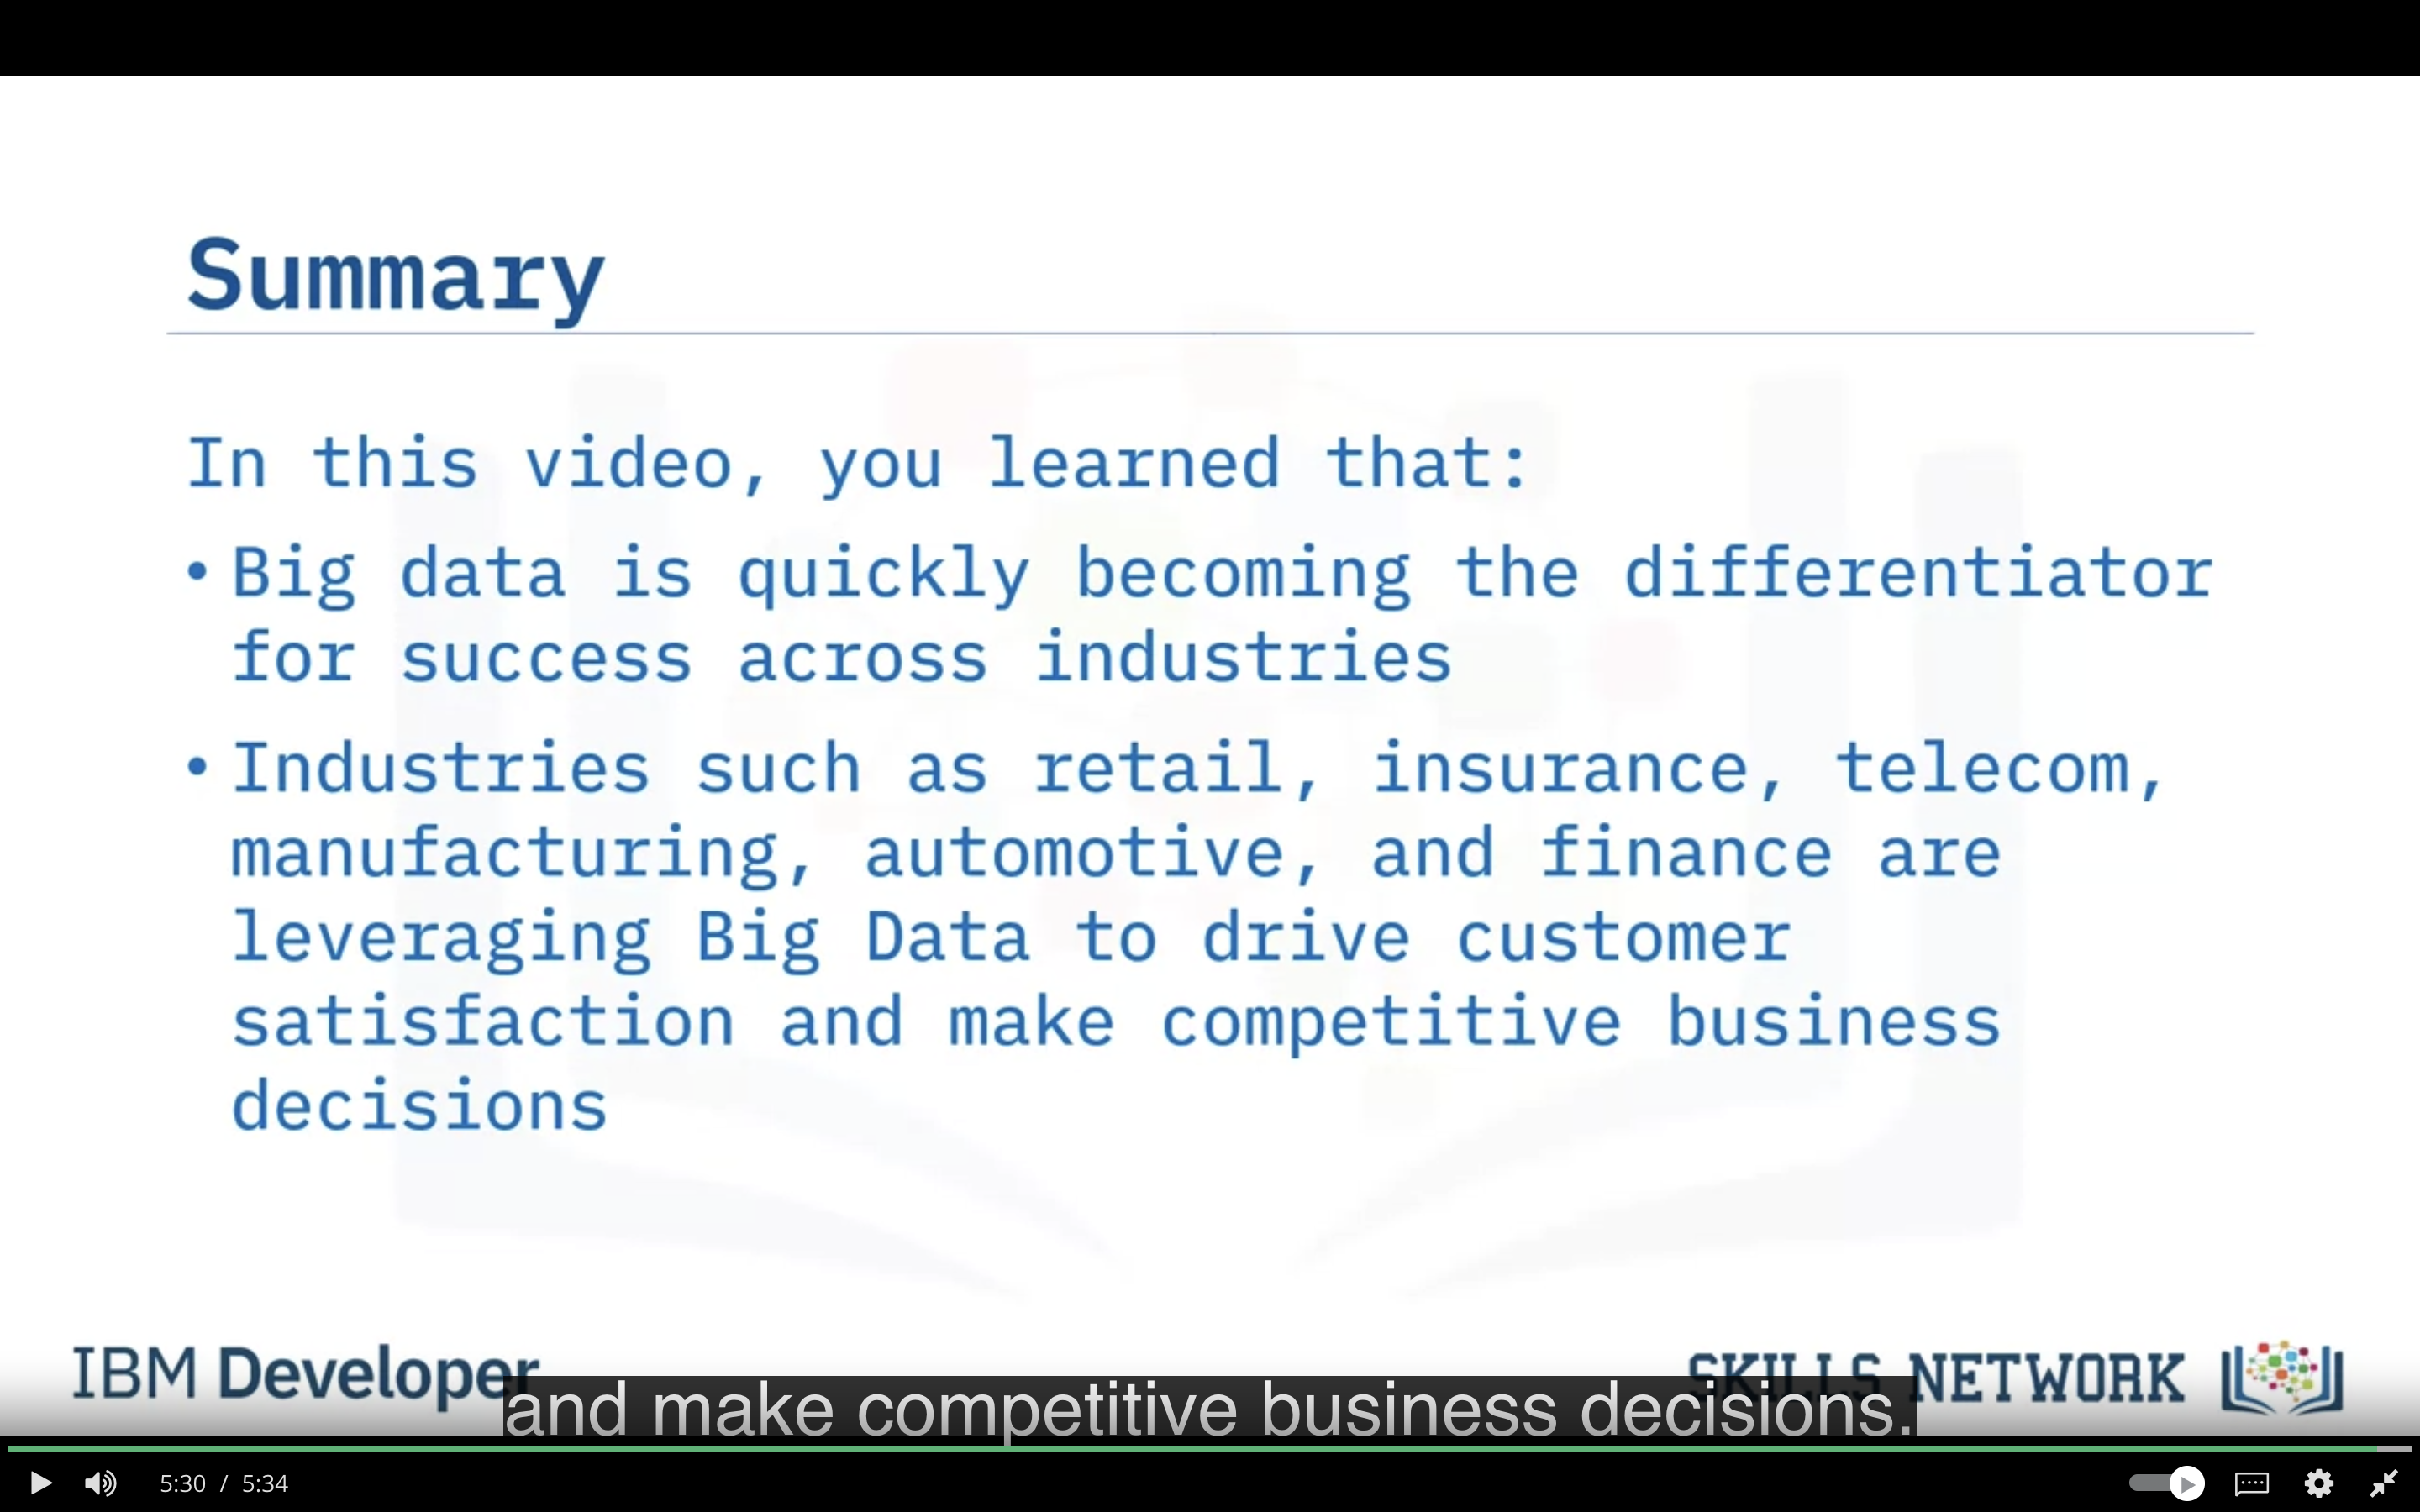 Summary
In this video, you learned that:
• Big data is quickly becoming the differentiator
for success across industries
• Industries such as retail, insurance, telecom,
manufacturing, automotive, and finance are
leveraging Big Data to drive customer
satisfaction and make competitive business
decisions
IBM Developer
SKILLS NETWORK
and make competitive business decisions.
5:30 / 5:34